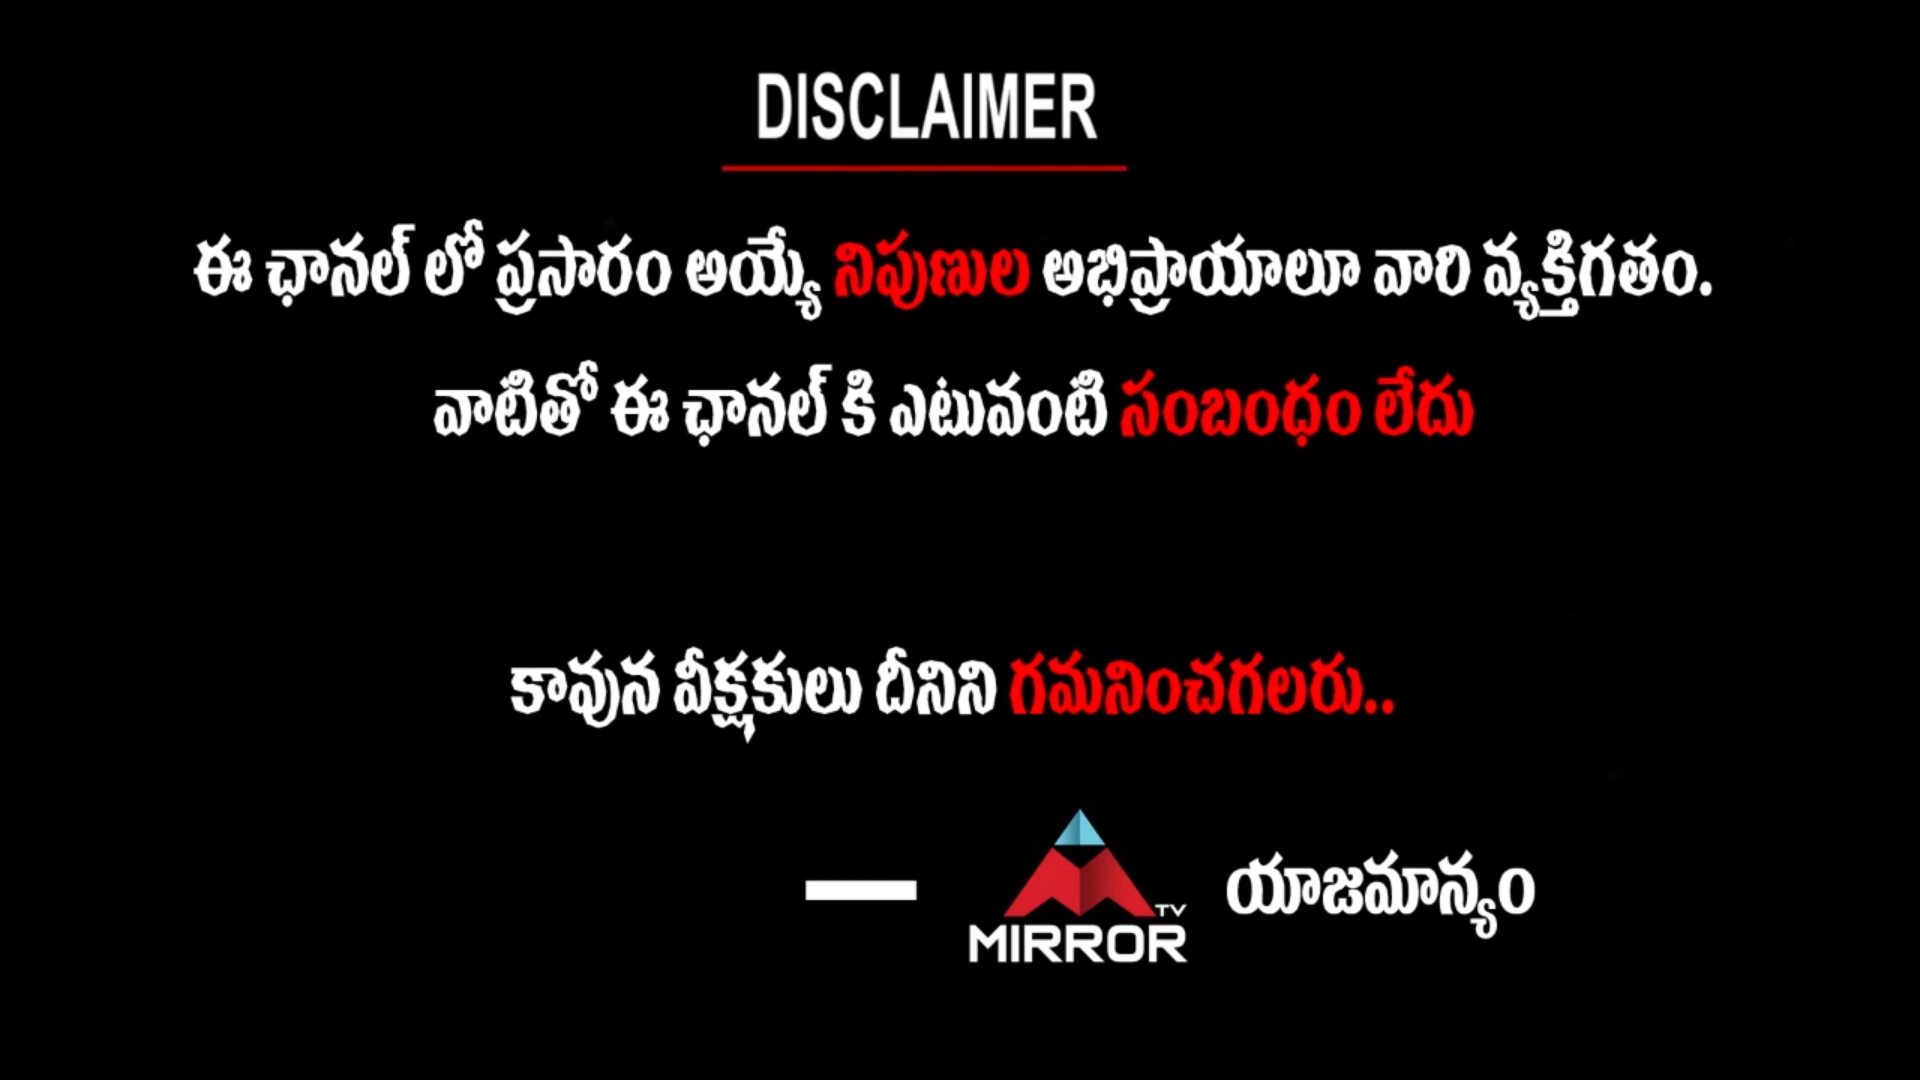 DISCLAIMER
ఈ ఛానల్ లో ప్రసారం అయ్యే నిపుణుల అభిప్రాయాలూ వారి వ్యక్తిగతం.
వాటితో ఈ ఛానల్ కి ఎటువంటి సంబంధం లేదు
కావున వీక్షకులు దీనిని గమనించగలరు..
— MIRROR TV యాజమాన్యం